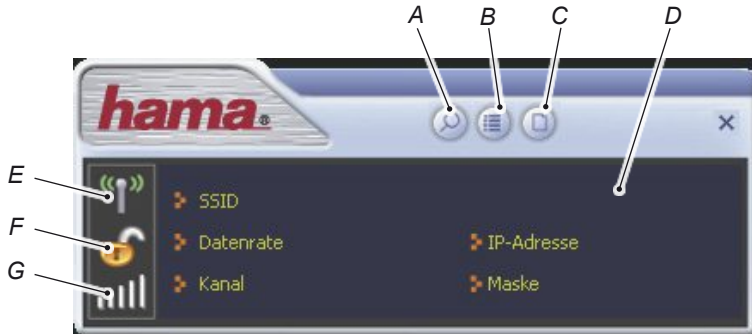 A B C D
hama®
E
SSID
F
Datenrate IP-Adresse
G
Kanal Maske